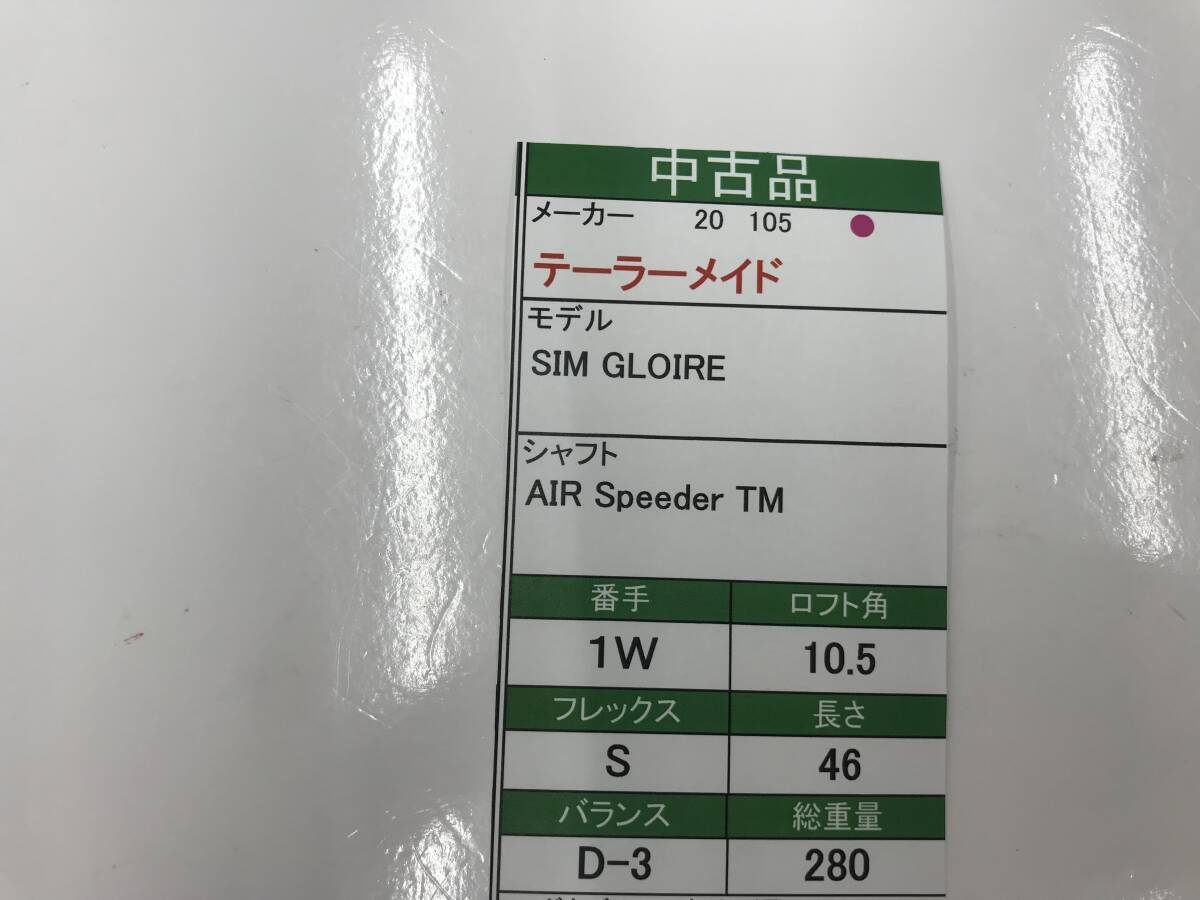 中古品
メーカー 20 105
テーラーメイド
モデル
SIM GLOIRE
シャフト
AIR Speeder TM
番手 ロフト角
1W 10.5
フレックス 長さ
S 46
バランス 総重量
D-3 280